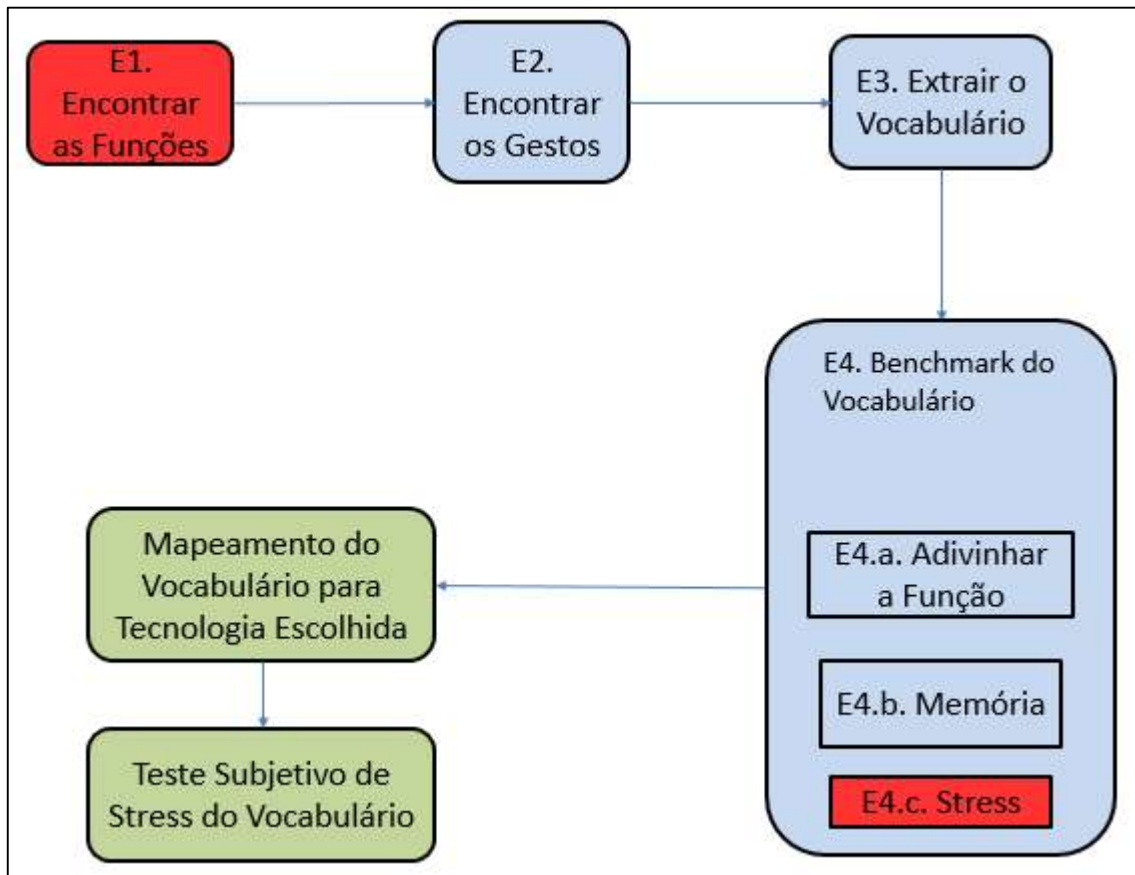 E1.
Encontrar
as Funções
E2.
Encontrar
os Gestos
E3. Extrair o
Vocabulário
E4. Benchmark do
Vocabulário
E4.a. Adivinhar
a Função
E4.b. Memória
E4.c. Stress
Mapeamento do
Vocabulário para
Tecnologia Escolhida
Teste Subjetivo de
Stress do Vocabulário